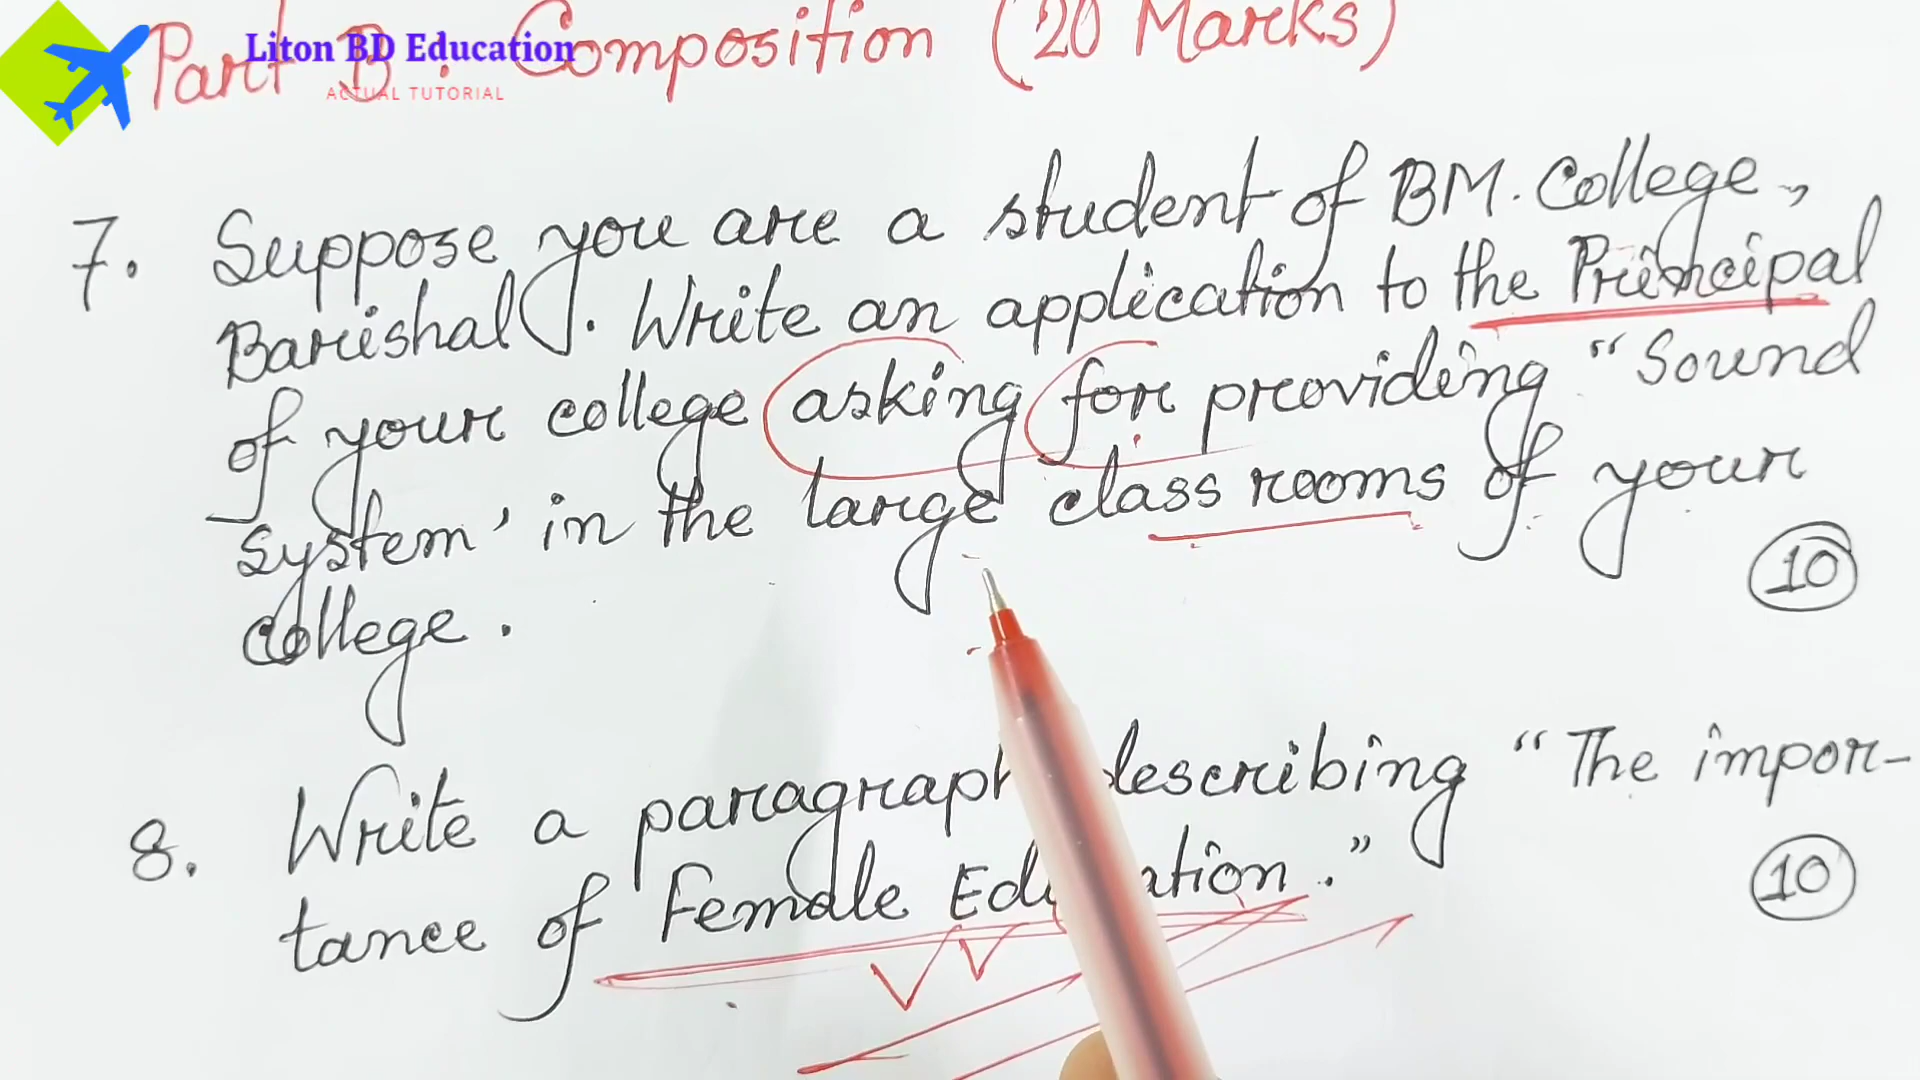 Part B : Composition (20 Marks)
Liton BD Education
ACTUAL TUTORIAL
7. Suppose you are a student of BM. College,
Barishal. Write an application to the Principal
of your college asking for providing "Sound
system' in the large class rooms of your
college. 10
8. Write a paragraph describing "The impor-
tance of Female Education." 10